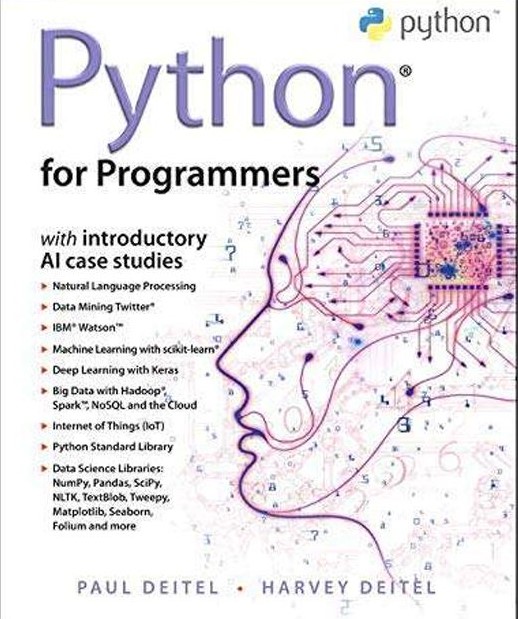 python™
Python®
for Programmers
with introductory
AI case studies
Natural Language Processing
Data Mining Twitter®
IBM® Watson™
Machine Learning with scikit-learn®
Deep Learning with Keras
Big Data with Hadoop®,
Spark™, NoSQL and the Cloud
Internet of Things (IoT)
Python Standard Library
Data Science Libraries:
NumPy, Pandas, SciPy,
NLTK, TextBlob, Tweepy,
Matplotlib, Seaborn,
Folium and more
PAUL DEITEL • HARVEY DEITEL